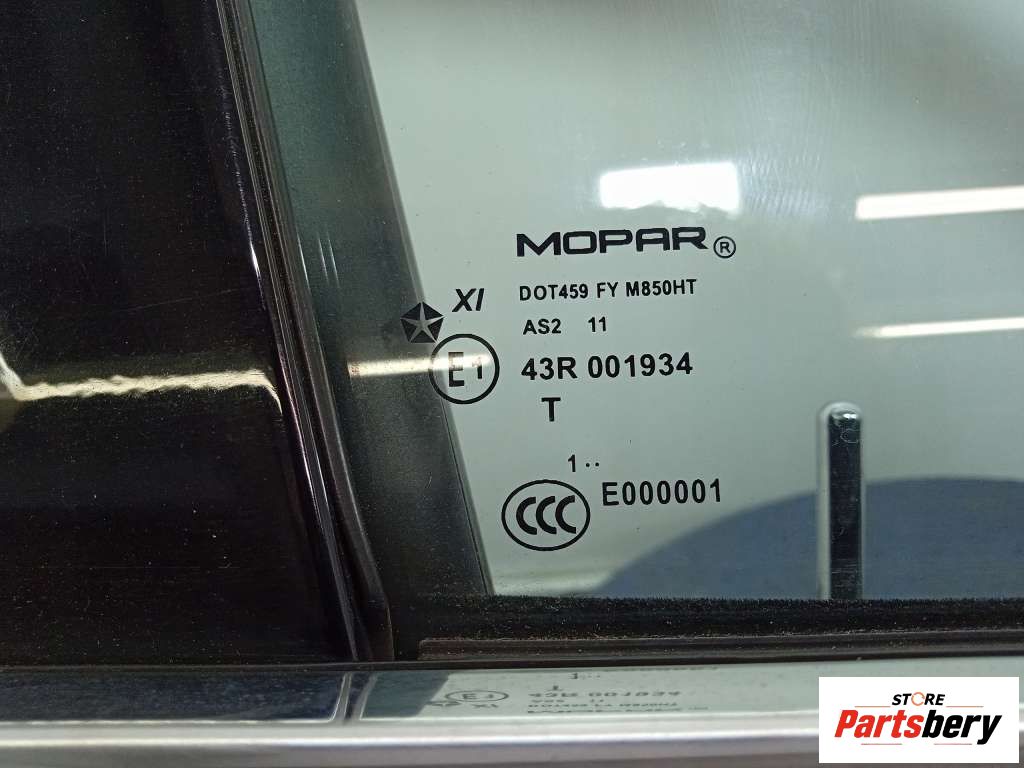 MOPAR®
XI DOT459 FY M850HT
AS2 11
E1 43R 001934
T
1..
CCC E000001
STORE
Partsbery